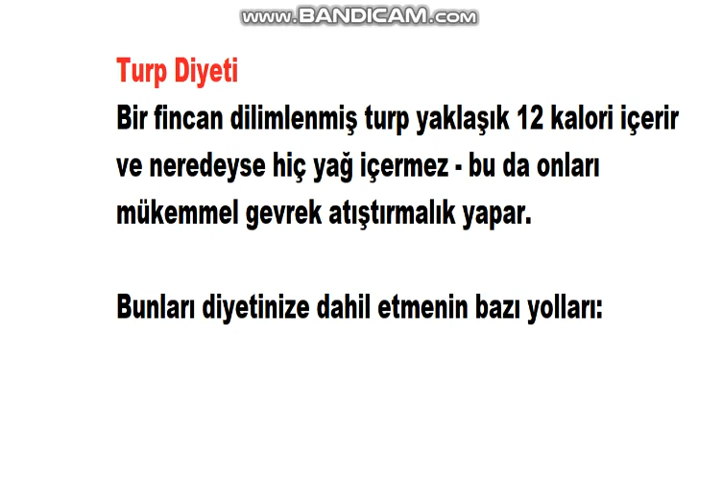 www.BANDICAM.com
Turp Diyeti
Bir fincan dilimlenmiş turp yaklaşık 12 kalori içerir
ve neredeyse hiç yağ içermez - bu da onları
mükemmel gevrek atıştırmalık yapar.
Bunları diyetinize dahil etmenin bazı yolları: